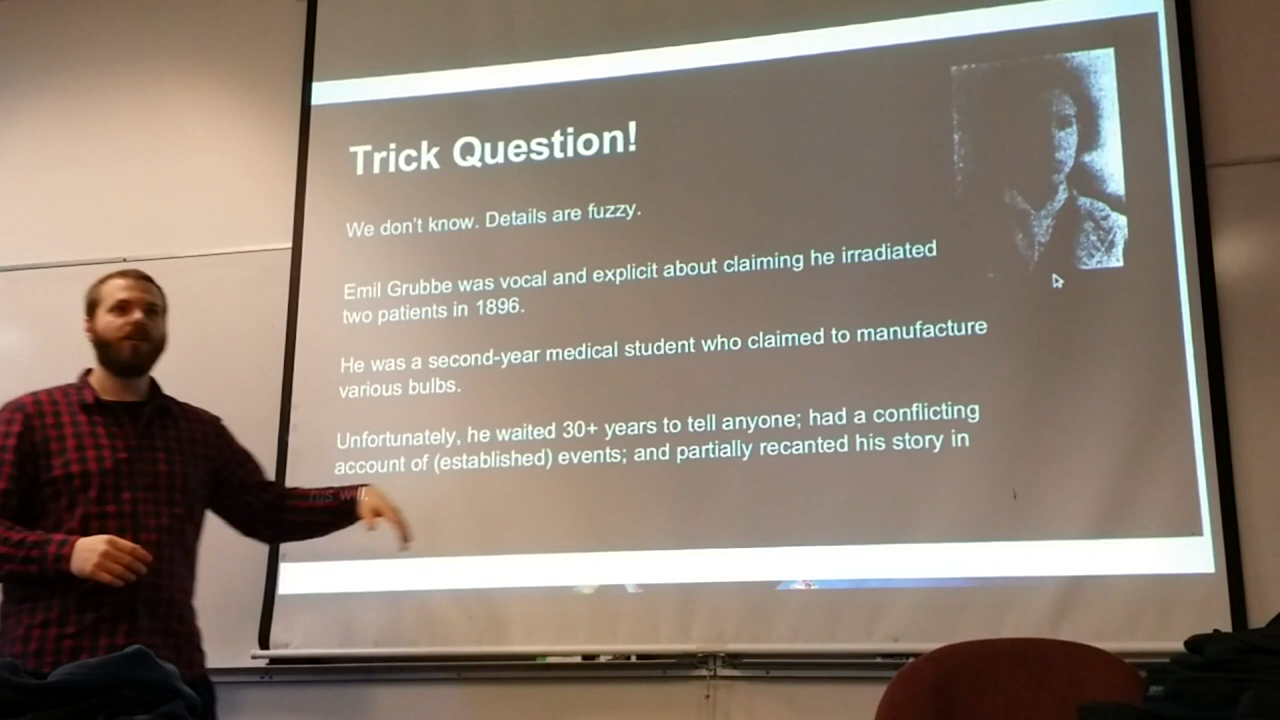 Trick Question!
We don't know. Details are fuzzy.
Emil Grubbe was vocal and explicit about claiming he irradiated
two patients in 1896.
He was a second-year medical student who claimed to manufacture
various bulbs.
Unfortunately, he waited 30+ years to tell anyone; had a conflicting
account of (established) events; and partially recanted his story in
his will.